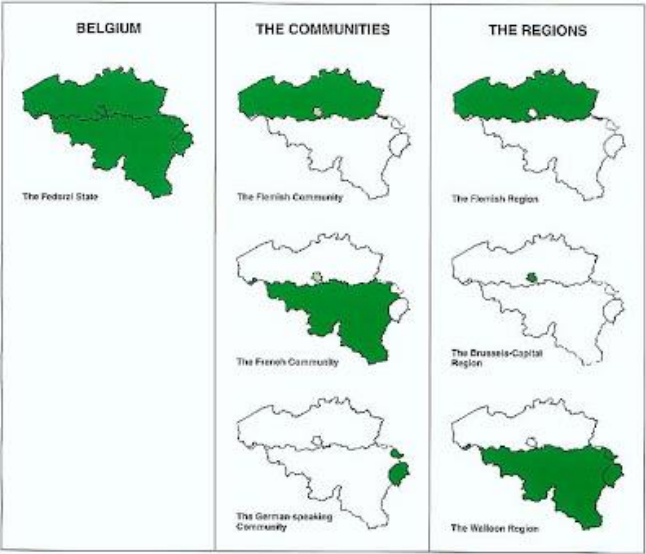 BELGIUM
The Federal State
THE COMMUNITIES
The Flemish Community
The French Community
The German-speaking
Community
THE REGIONS
The Flemish Region
The Brussels-Capital
Region
The Walloon Region